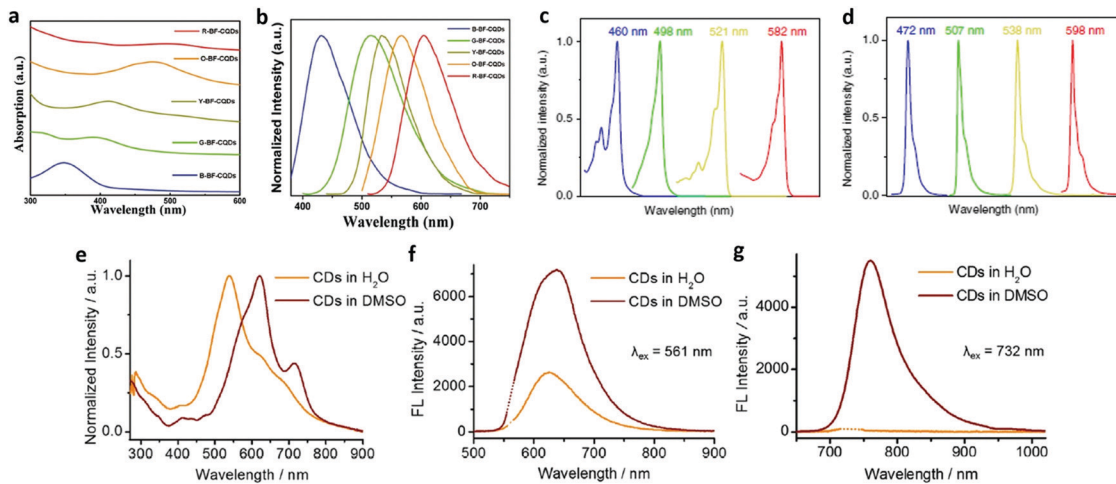 a
R-BF-CQDs
O-BF-CQDs
Y-BF-CQDs
G-BF-CQDs
B-BF-CQDs
Absorption (a.u.)
300 400 500 600
Wavelength (nm)
b
B-BF-CQDs
G-BF-CQDs
Y-BF-CQDs
O-BF-CQDs
R-BF-CQDs
Normalized Intensity (a.u.)
400 500 600 700
Wavelength (nm)
c
460 nm 498 nm 521 nm 582 nm
1.0
0.5
0.0
Normalized intensity (a.u.)
Wavelength (nm)
d
472 nm 507 nm 538 nm 598 nm
1.0
0.5
0.0
Normalized intensity (a.u.)
Wavelength (nm)
e
CDs in H₂O
CDs in DMSO
1.0
0.5
0.0
Normalized Intensity / a.u.
300 400 500 600 700 800 900
Wavelength / nm
f
CDs in H₂O
CDs in DMSO
λex = 561 nm
6000
4000
2000
0
FL Intensity / a.u.
500 600 700 800 900
Wavelength / nm
g
CDs in H₂O
CDs in DMSO
λex = 732 nm
4000
2000
0
FL Intensity / a.u.
700 800 900 1000
Wavelength / nm